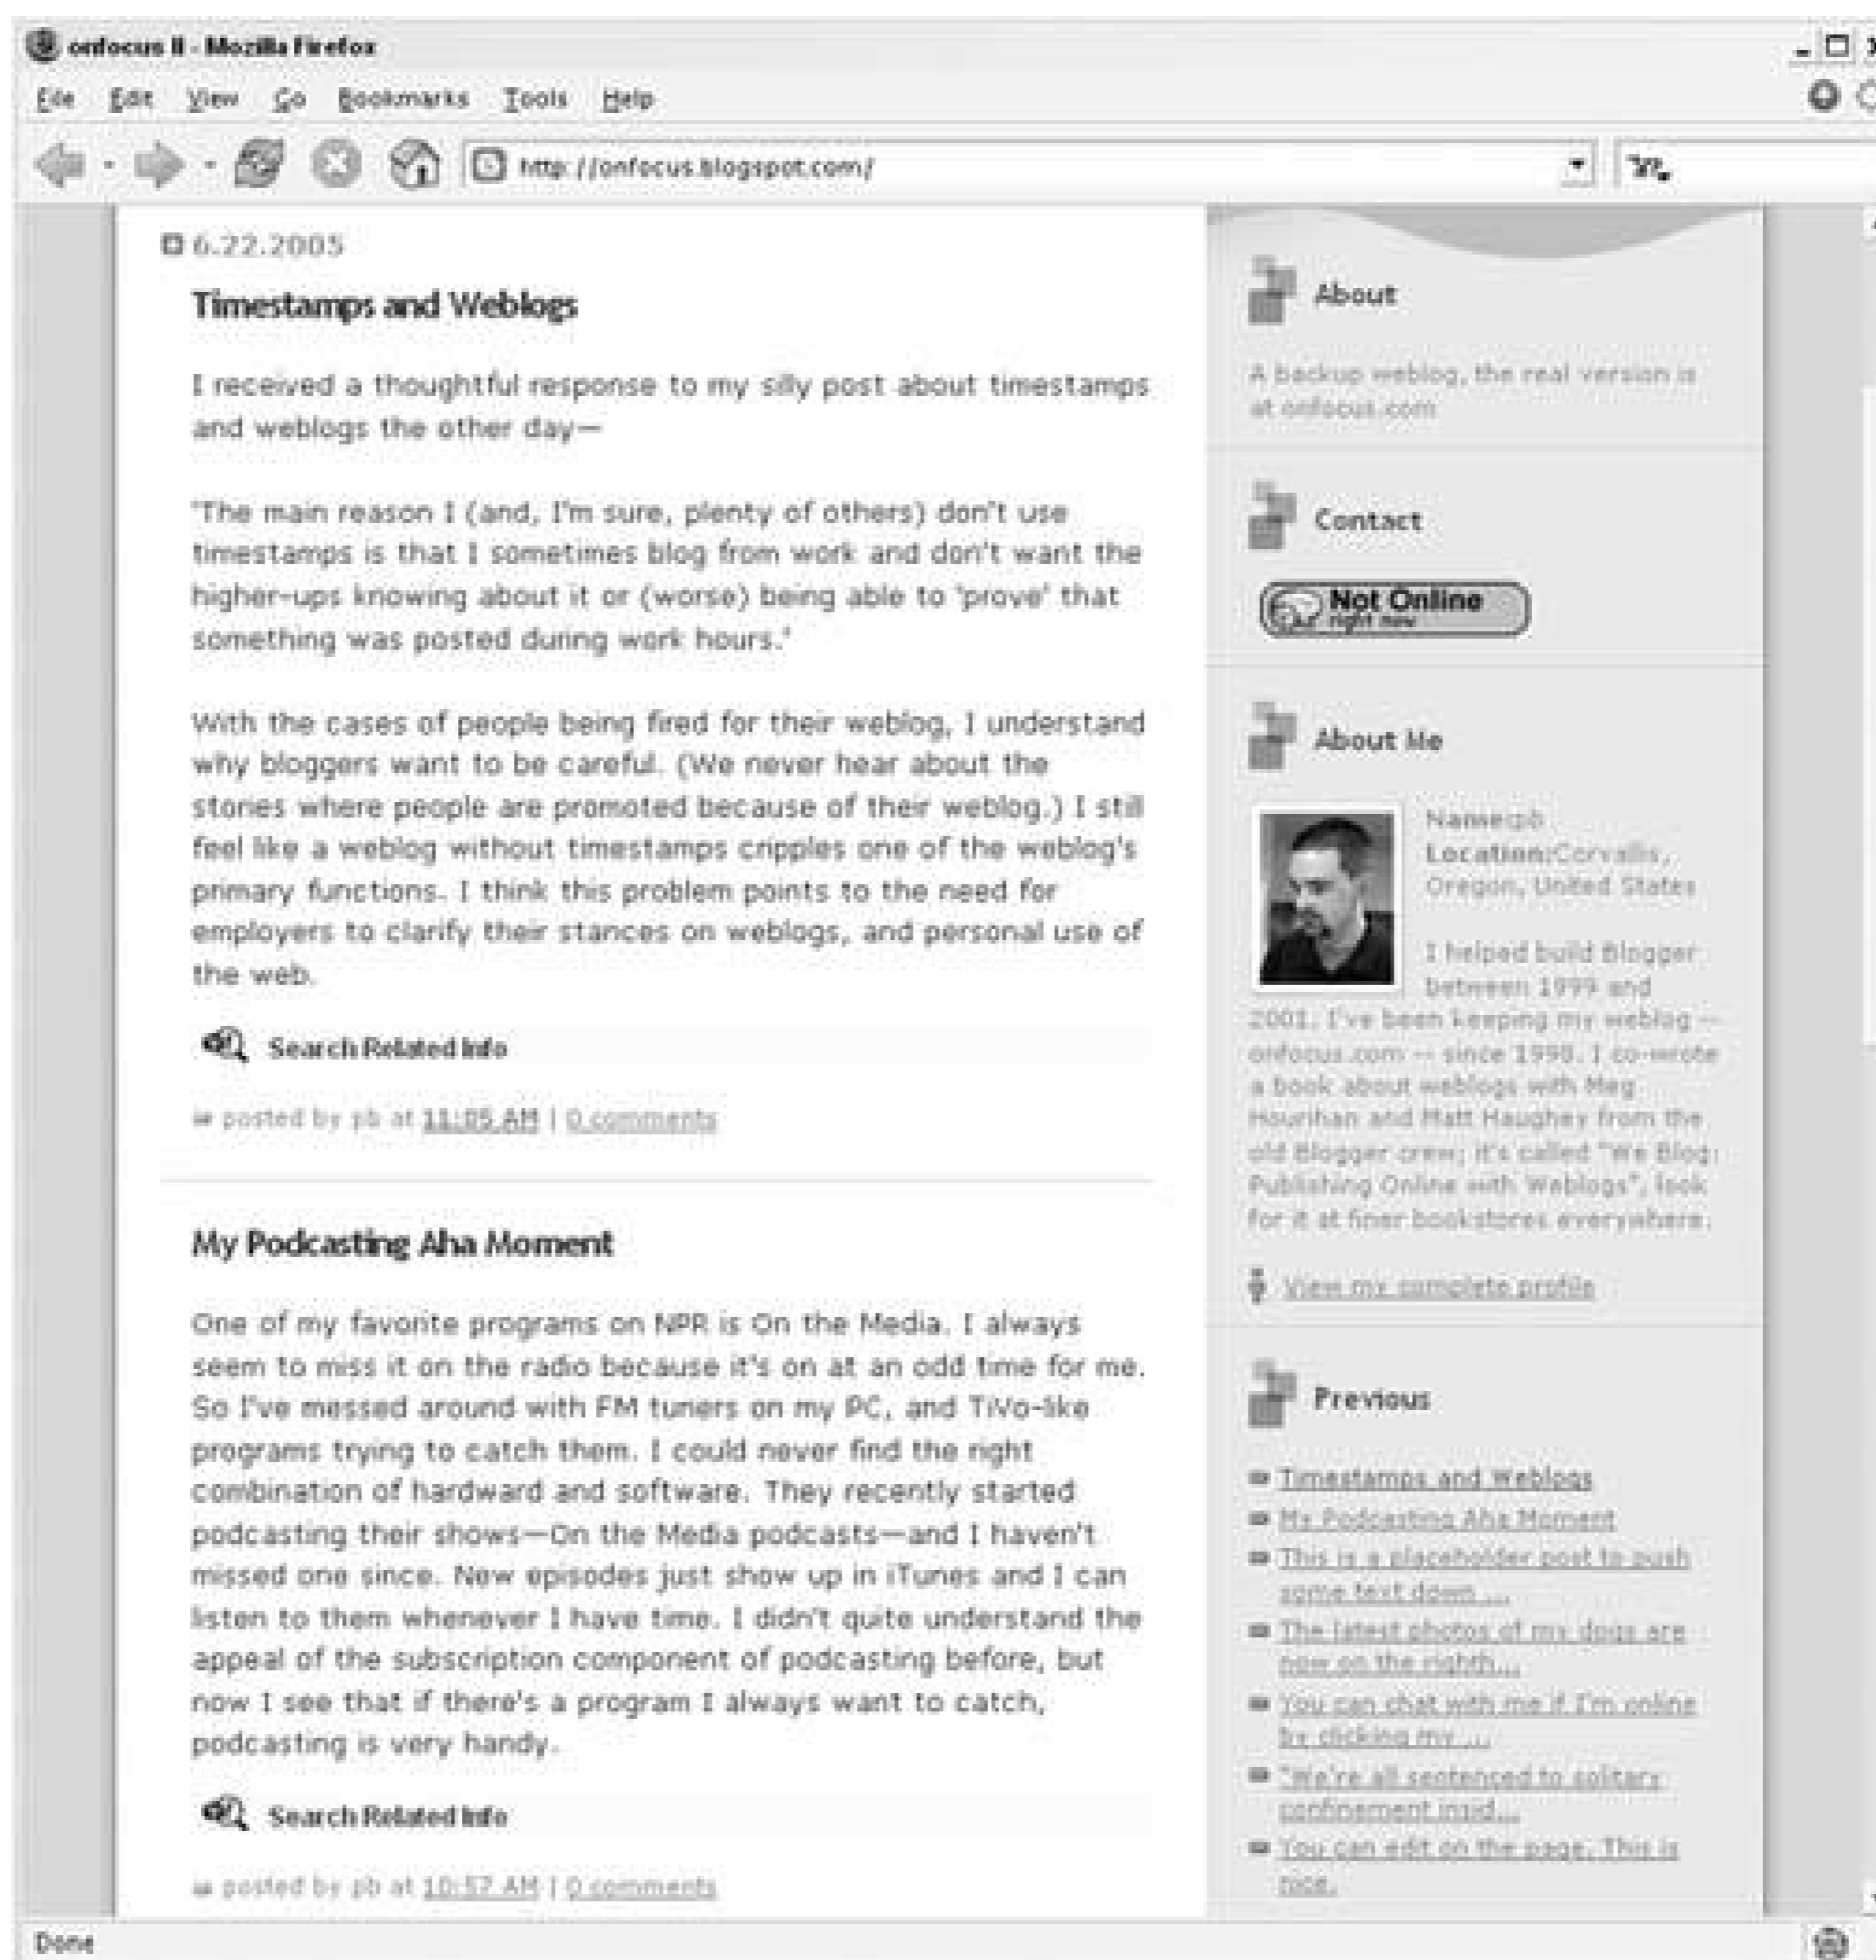 onfocus II - Mozilla Firefox
File Edit View Go Bookmarks Tools Help
http://onfocus.blogspot.com/
6.22.2005
Timestamps and Weblogs
I received a thoughtful response to my silly post about timestamps
and weblogs the other day—
"The main reason I (and, I'm sure, plenty of others) don't use
timestamps is that I sometimes blog from work and don't want the
higher-ups knowing about it or (worse) being able to 'prove' that
something was posted during work hours."
With the cases of people being fired for their weblog, I understand
why bloggers want to be careful. (We never hear about the
stories where people are promoted because of their weblog.) I still
feel like a weblog without timestamps cripples one of the weblog's
primary functions. I think this problem points to the need for
employers to clarify their stances on weblogs, and personal use of
the web.
Search Related Info
posted by pb at 11:05 AM | 0 comments
My Podcasting Aha Moment
One of my favorite programs on NPR is On the Media. I always
seem to miss it on the radio because it's on at an odd time for me.
So I've messed around with FM tuners on my PC, and TiVo-like
programs trying to catch them. I could never find the right
combination of hardward and software. They recently started
podcasting their shows—On the Media podcasts—and I haven't
missed one since. New episodes just show up in iTunes and I can
listen to them whenever I have time. I didn't quite understand the
appeal of the subscription component of podcasting before, but
now I see that if there's a program I always want to catch,
podcasting is very handy.
Search Related Info
posted by pb at 10:57 AM | 0 comments
About
A backup weblog, the real version is
at onfocus.com
Contact
Not Online
right now
About Me
Name:pb
Location:Corvallis,
Oregon, United States
I helped build Blogger
between 1999 and
2001. I've been keeping my weblog --
onfocus.com -- since 1998. I co-wrote
a book about weblogs with Meg
Hourihan and Matt Haughey from the
old Blogger crew; it's called "We Blog:
Publishing Online with Weblogs", look
for it at finer bookstores everywhere.
View my complete profile
Previous
Timestamps and Weblogs
My Podcasting Aha Moment
This is a placeholder post to push
some text down ...
The latest photos of my dogs are
now on the righth...
You can chat with me if I'm online
by clicking my ...
"We're all sentenced to solitary
confinement insid...
You can edit on the page. This is
nice.
Done